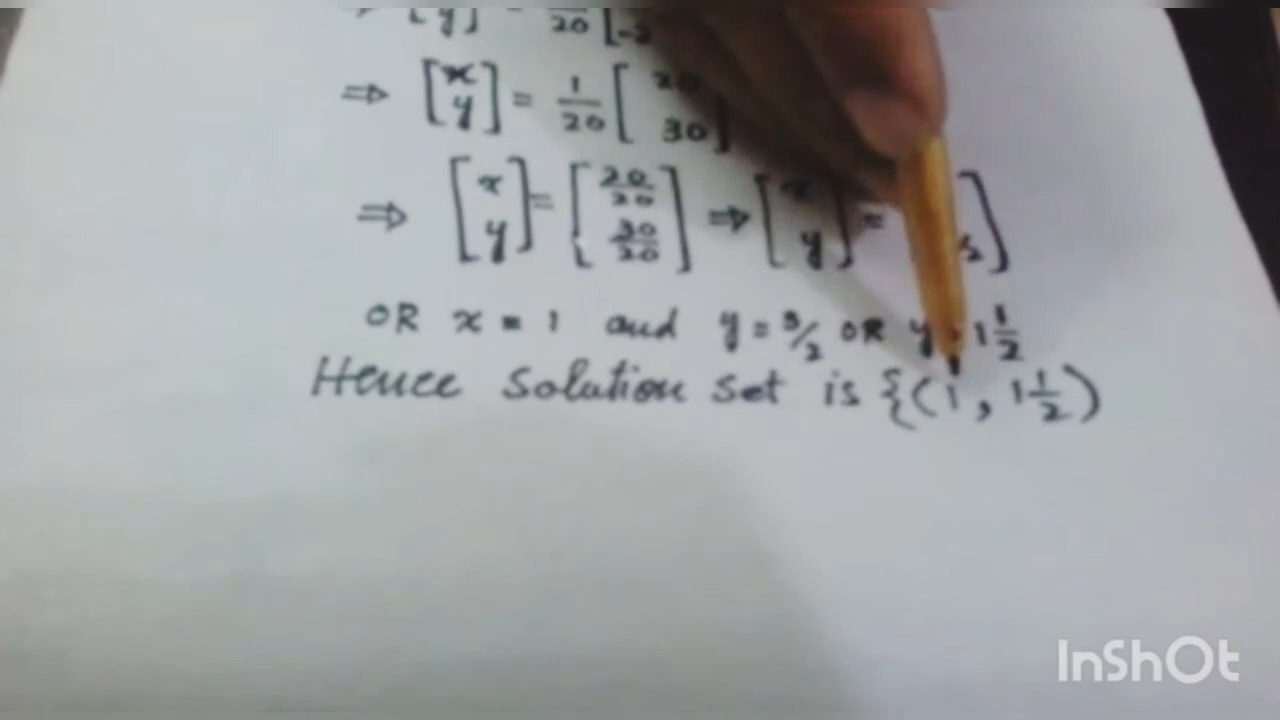 ⇒ [x y] = 1/20 [20 30]
⇒ [x y] = [20/20 30/20] ⇒ [x y] =
OR x = 1 and y = 3/2 OR y 1 1/2
Hence Solution Set is {(1, 1 1/2)
InShOt